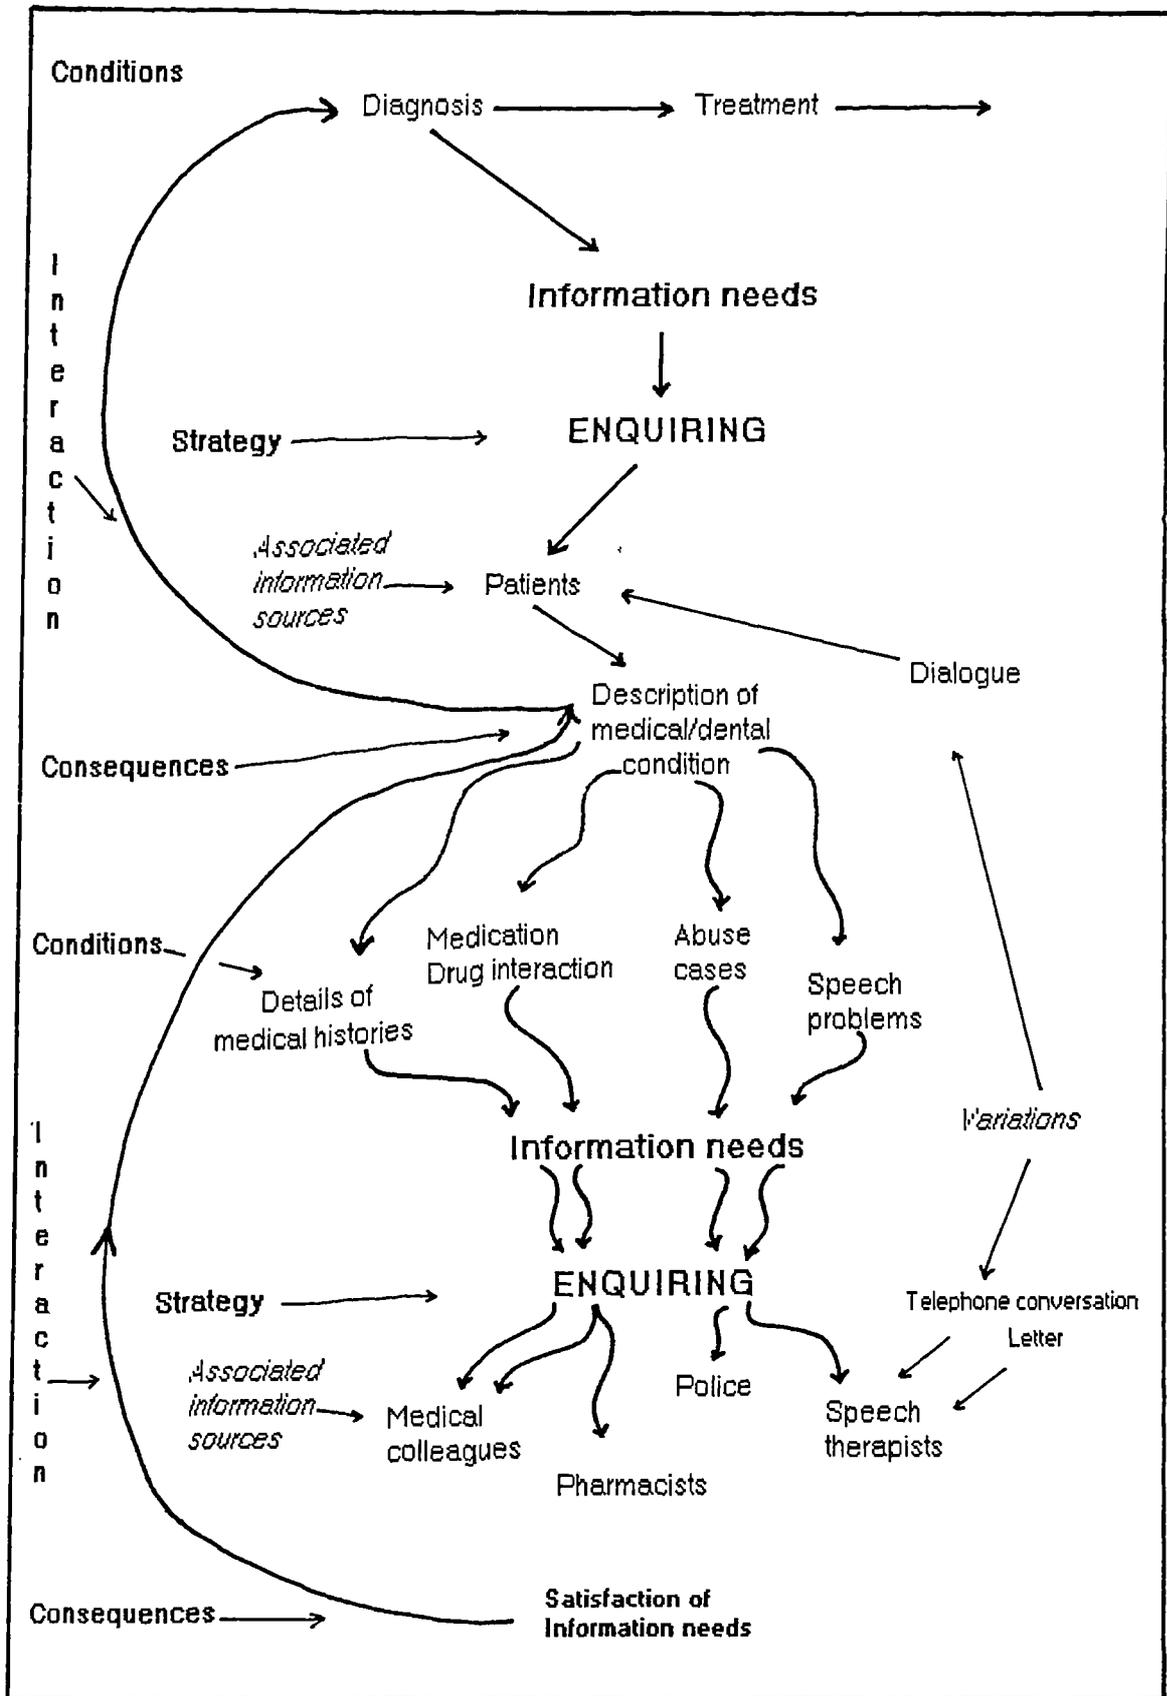 Conditions
Diagnosis
Treatment
Interaction
Information needs
Strategy
ENQUIRING
Associated
information
sources
Patients
Dialogue
Description of
medical/dental
condition
Consequences
Conditions
Details of
medical histories
Medication
Drug interaction
Abuse
cases
Speech
problems
Interaction
Information needs
Variations
Strategy
ENQUIRING
Telephone conversation
Letter
Associated
information
sources
Medical
colleagues
Pharmacists
Police
Speech
therapists
Consequences
Satisfaction of
Information needs